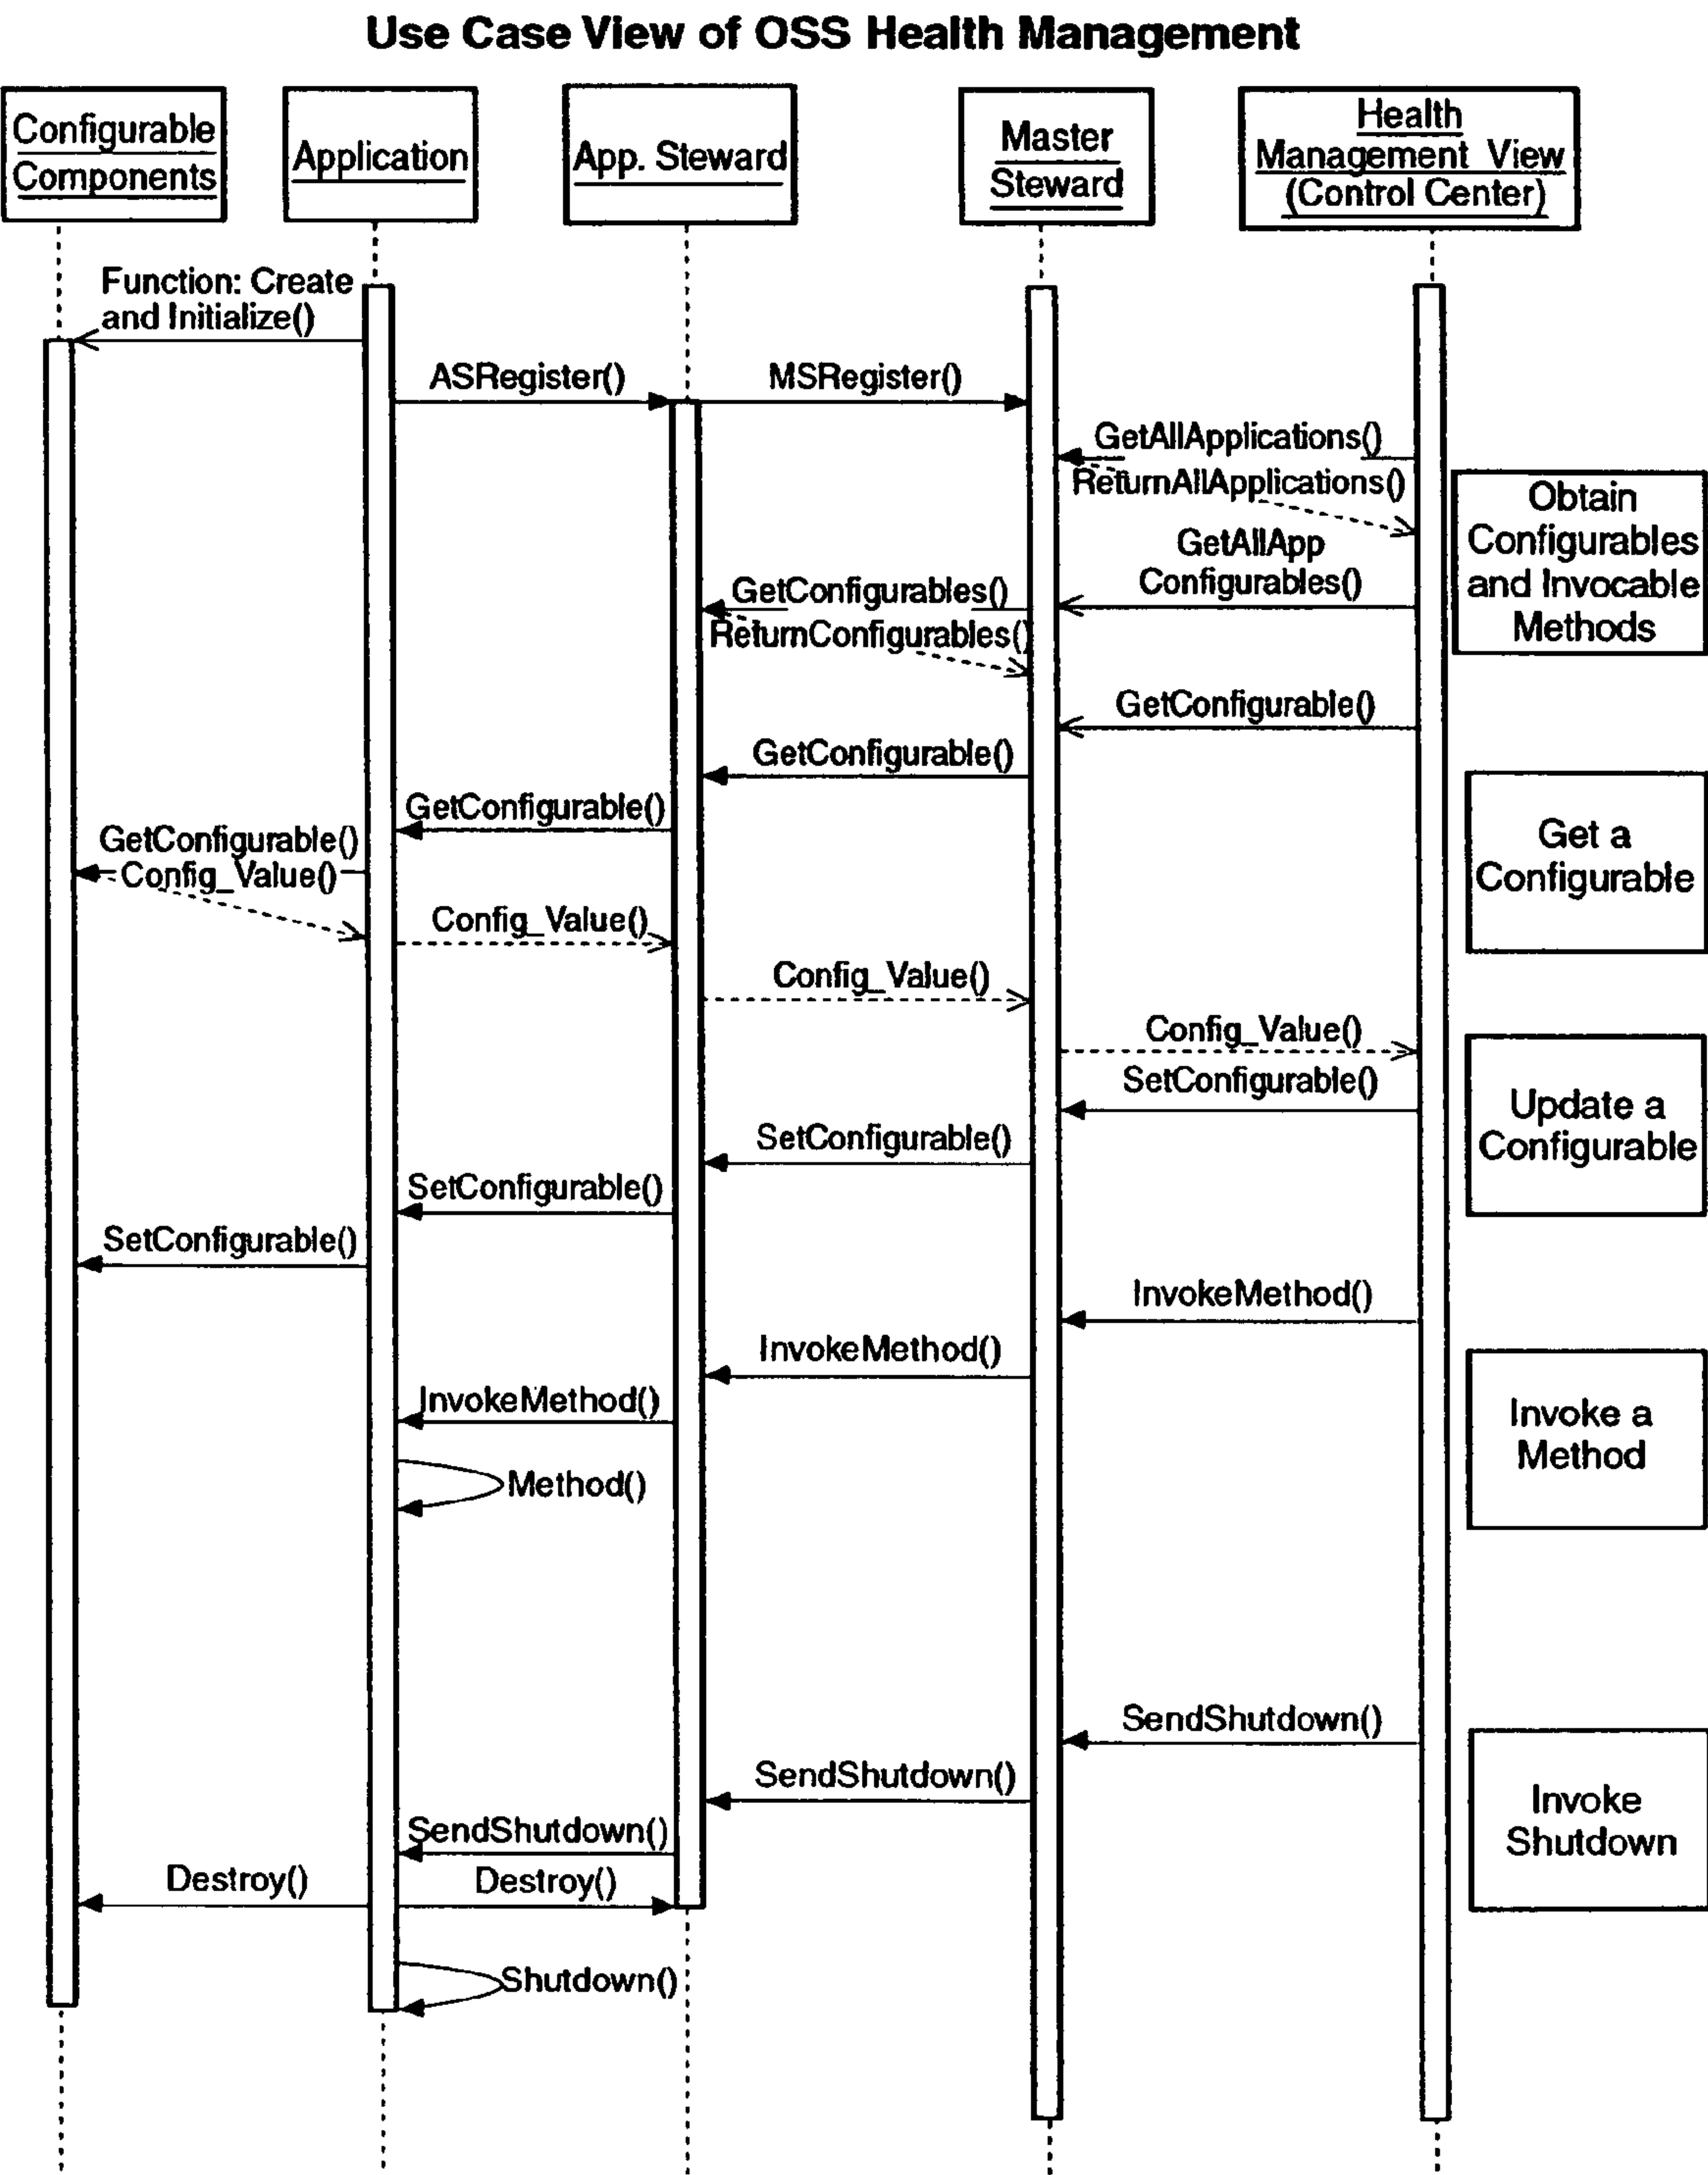 Use Case View of OSS Health Management
Configurable
Components
Application
App. Steward
Master
Steward
Health
Management View
(Control Center)
Function: Create
and Initialize()
ASRegister()
MSRegister()
GetAllApplications()
ReturnAllApplications()
Obtain
Configurables
and Invocable
Methods
GetAllApp
Configurables()
GetConfigurables()
ReturnConfigurables()
GetConfigurable()
GetConfigurable()
GetConfigurable()
GetConfigurable()
Config_Value()
Get a
Configurable
Config_Value()
Config_Value()
Config_Value()
SetConfigurable()
Update a
Configurable
SetConfigurable()
SetConfigurable()
SetConfigurable()
InvokeMethod()
InvokeMethod()
InvokeMethod()
Invoke a
Method
Method()
SendShutdown()
SendShutdown()
SendShutdown()
Invoke
Shutdown
Destroy()
Destroy()
Shutdown()